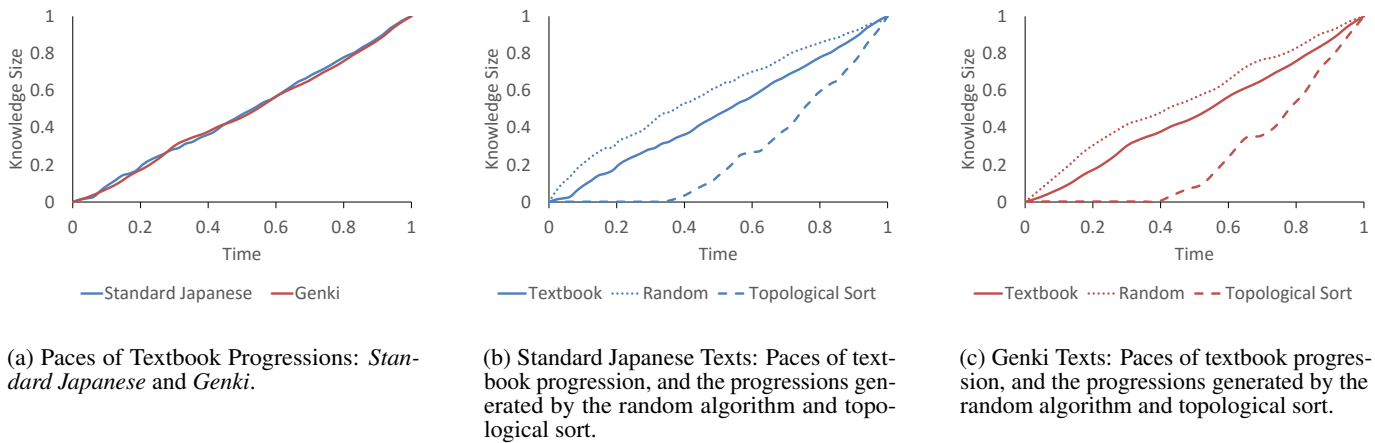 1
0.8
0.6
0.4
0.2
0
Knowledge Size
0 0.2 0.4 0.6 0.8 1
Time
Standard Japanese Genki
(a) Paces of Textbook Progressions: Stan-
dard Japanese and Genki.
1
0.8
0.6
0.4
0.2
0
Knowledge Size
0 0.2 0.4 0.6 0.8 1
Time
Textbook Random Topological Sort
(b) Standard Japanese Texts: Paces of text-
book progression, and the progressions gen-
erated by the random algorithm and topo-
logical sort.
1
0.8
0.6
0.4
0.2
0
Knowledge Size
0 0.2 0.4 0.6 0.8 1
Time
Textbook Random Topological Sort
(c) Genki Texts: Paces of textbook progres-
sion, and the progressions generated by the
random algorithm and topological sort.